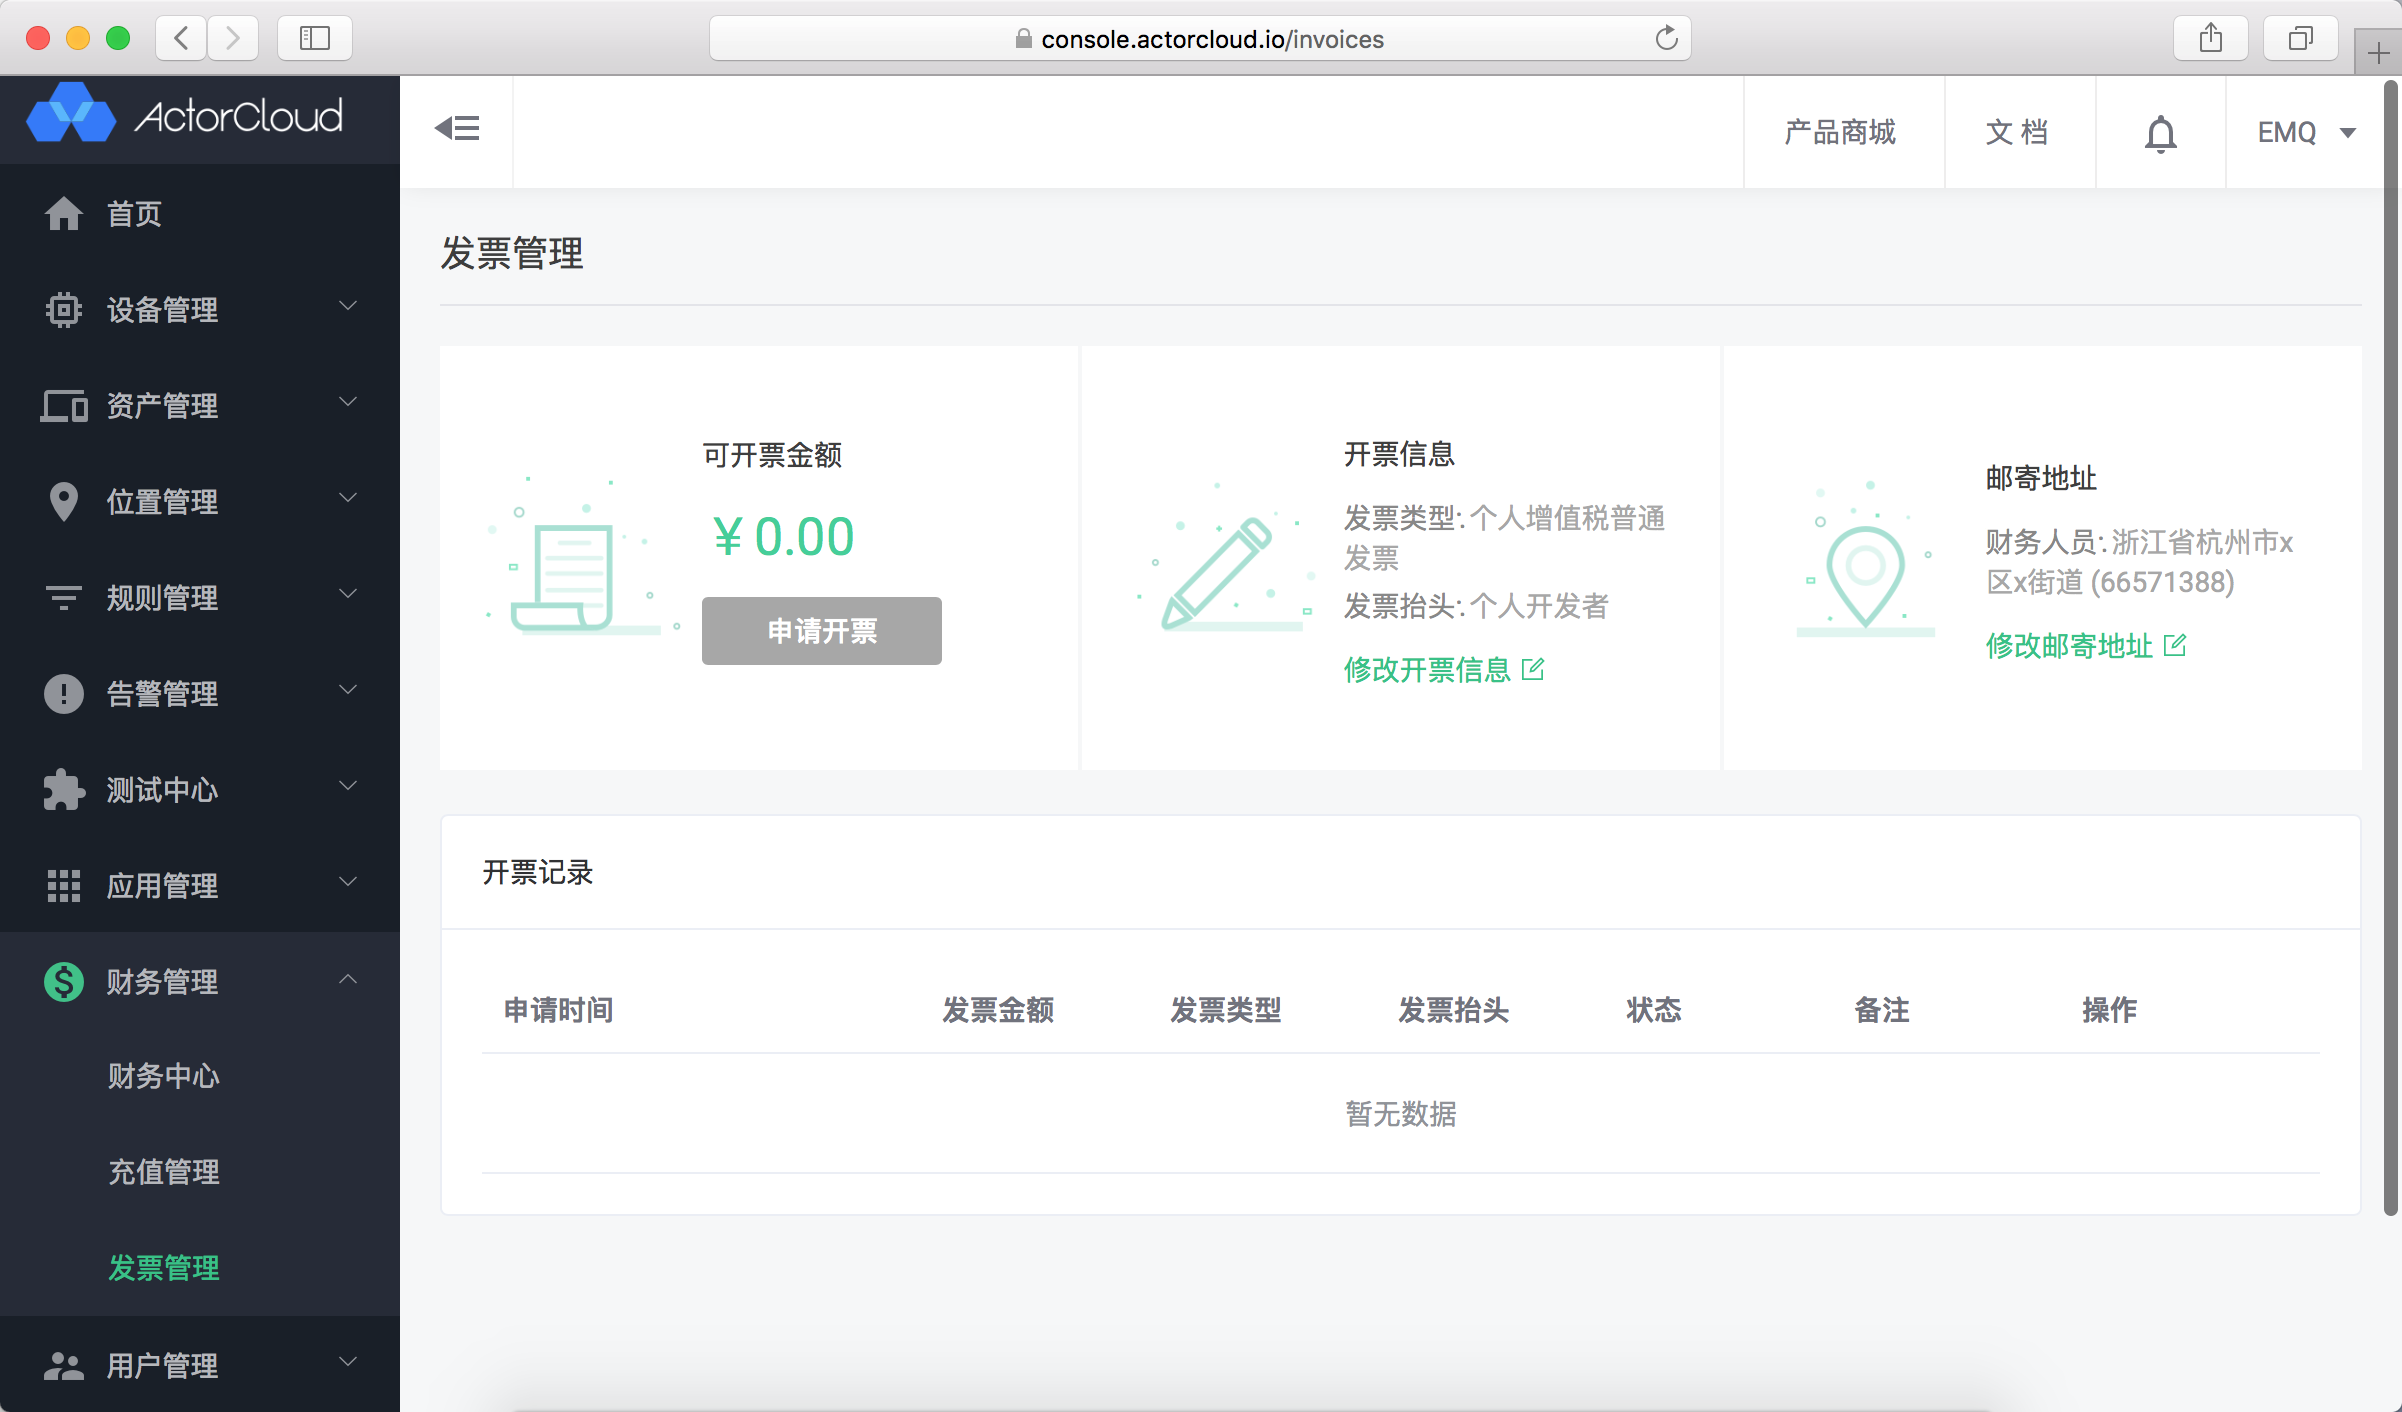 console.actorcloud.io/invoices
ActorCloud
产品商城
文 档
EMQ
首页
设备管理
资产管理
位置管理
规则管理
告警管理
测试中心
应用管理
财务管理
财务中心
充值管理
发票管理
用户管理
发票管理
可开票金额
¥ 0.00
申请开票
开票信息
发票类型: 个人增值税普通
发票
发票抬头: 个人开发者
修改开票信息
邮寄地址
财务人员: 浙江省杭州市x
区x街道 (66571388)
修改邮寄地址
开票记录
申请时间 发票金额 发票类型 发票抬头 状态 备注 操作
暂无数据